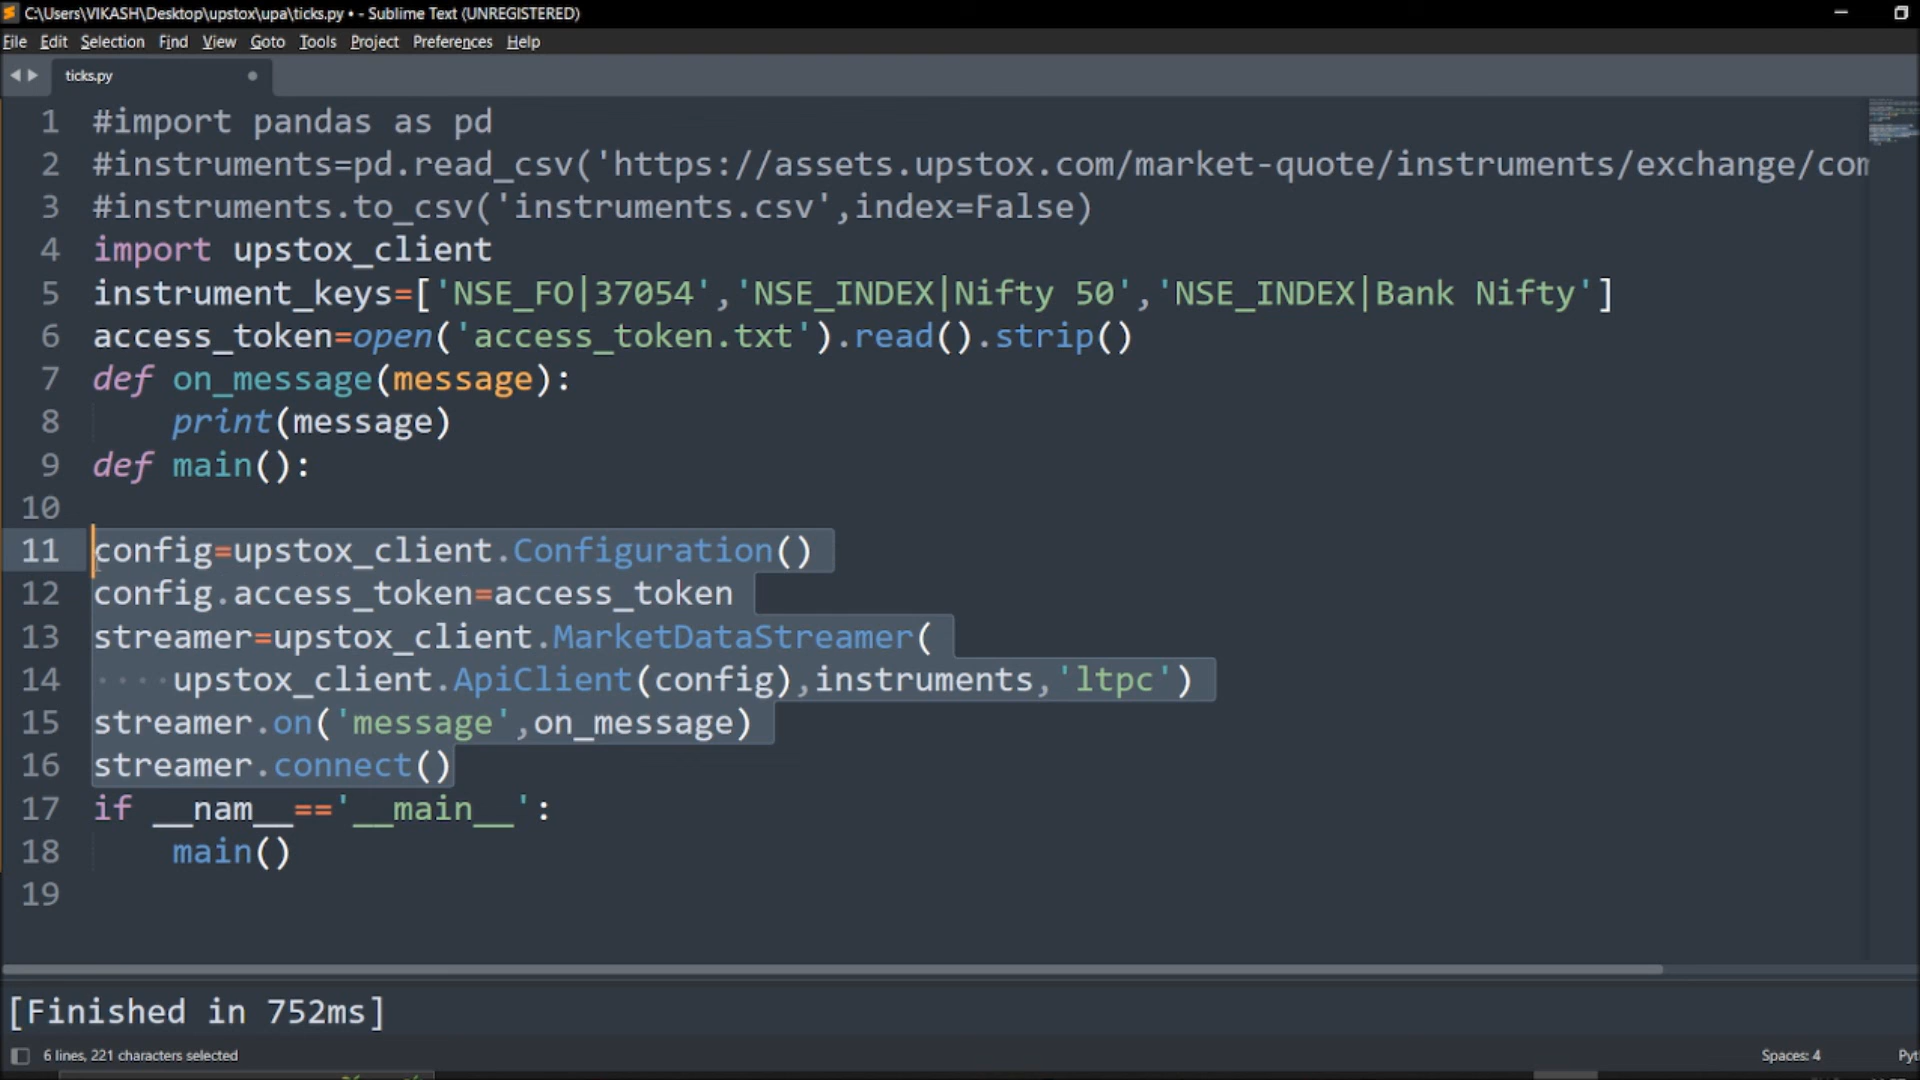 C:\Users\VIKASH\Desktop\upstox\upa\ticks.py • - Sublime Text (UNREGISTERED)
File Edit Selection Find View Goto Tools Project Preferences Help
ticks.py
1 #import pandas as pd
2 #instruments=pd.read_csv('https://assets.upstox.com/market-quote/instruments/exchange/com
3 #instruments.to_csv('instruments.csv',index=False)
4 import upstox_client
5 instrument_keys=['NSE_FO|37054','NSE_INDEX|Nifty 50','NSE_INDEX|Bank Nifty']
6 access_token=open('access_token.txt').read().strip()
7 def on_message(message):
8     print(message)
9 def main():
10
11 config=upstox_client.Configuration()
12 config.access_token=access_token
13 streamer=upstox_client.MarketDataStreamer(
14     upstox_client.ApiClient(config),instruments,'ltpc')
15 streamer.on('message',on_message)
16 streamer.connect()
17 if __nam__=='__main__':
18     main()
19
[Finished in 752ms]
6 lines, 221 characters selected
Spaces: 4
Pyt